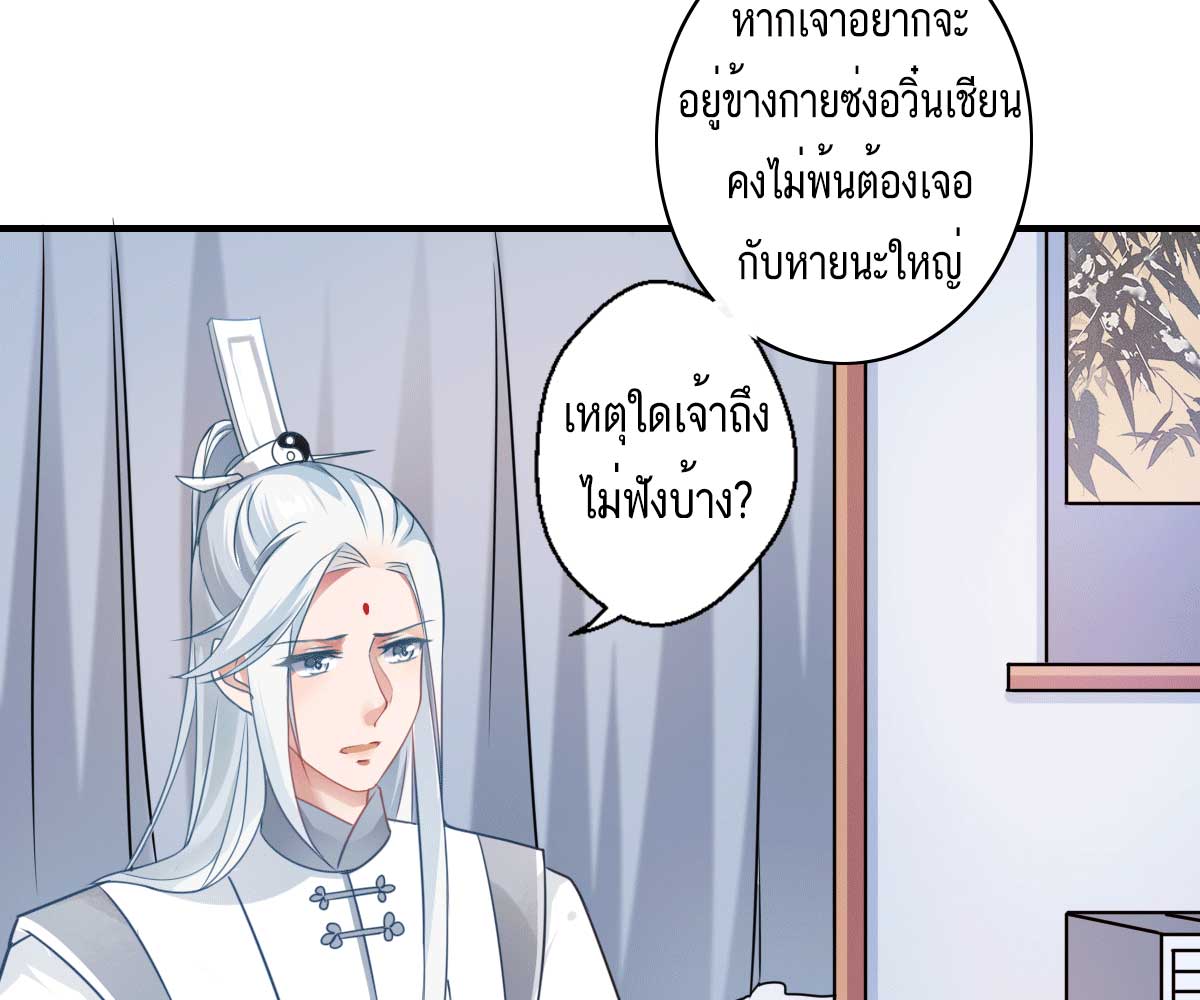 หากเจ้าอยากจะ
อยู่ข้างกายซ่งอวิ๋นเชียน
คงไม่พ้นต้องเจอ
กับหายนะใหญ่
เหตุใดเจ้าถึง
ไม่ฟังบ้าง?